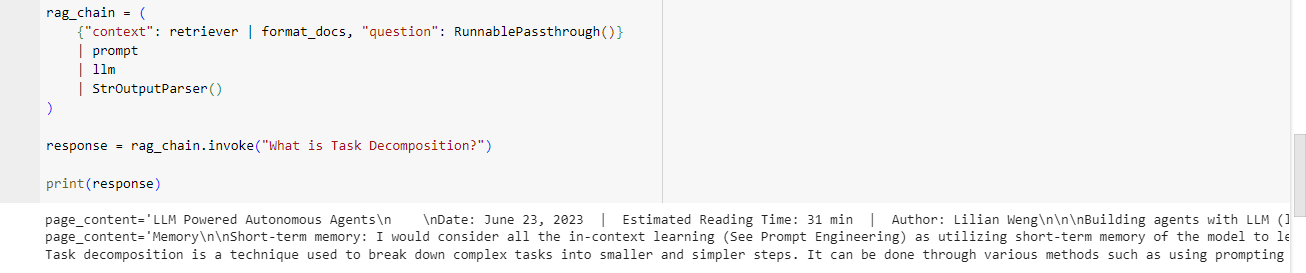 rag_chain = (
    {"context": retriever | format_docs, "question": RunnablePassthrough()}
    | prompt
    | llm
    | StrOutputParser()
)
response = rag_chain.invoke("What is Task Decomposition?")
print(response)
page_content='LLM Powered Autonomous Agents\n    \nDate: June 23, 2023  |  Estimated Reading Time: 31 min  |  Author: Lilian Weng\n\n\nBuilding agents with LLM (
page_content='Memory\n\nShort-term memory: I would consider all the in-context learning (See Prompt Engineering) as utilizing short-term memory of the model to le
Task decomposition is a technique used to break down complex tasks into smaller and simpler steps. It can be done through various methods such as using prompting